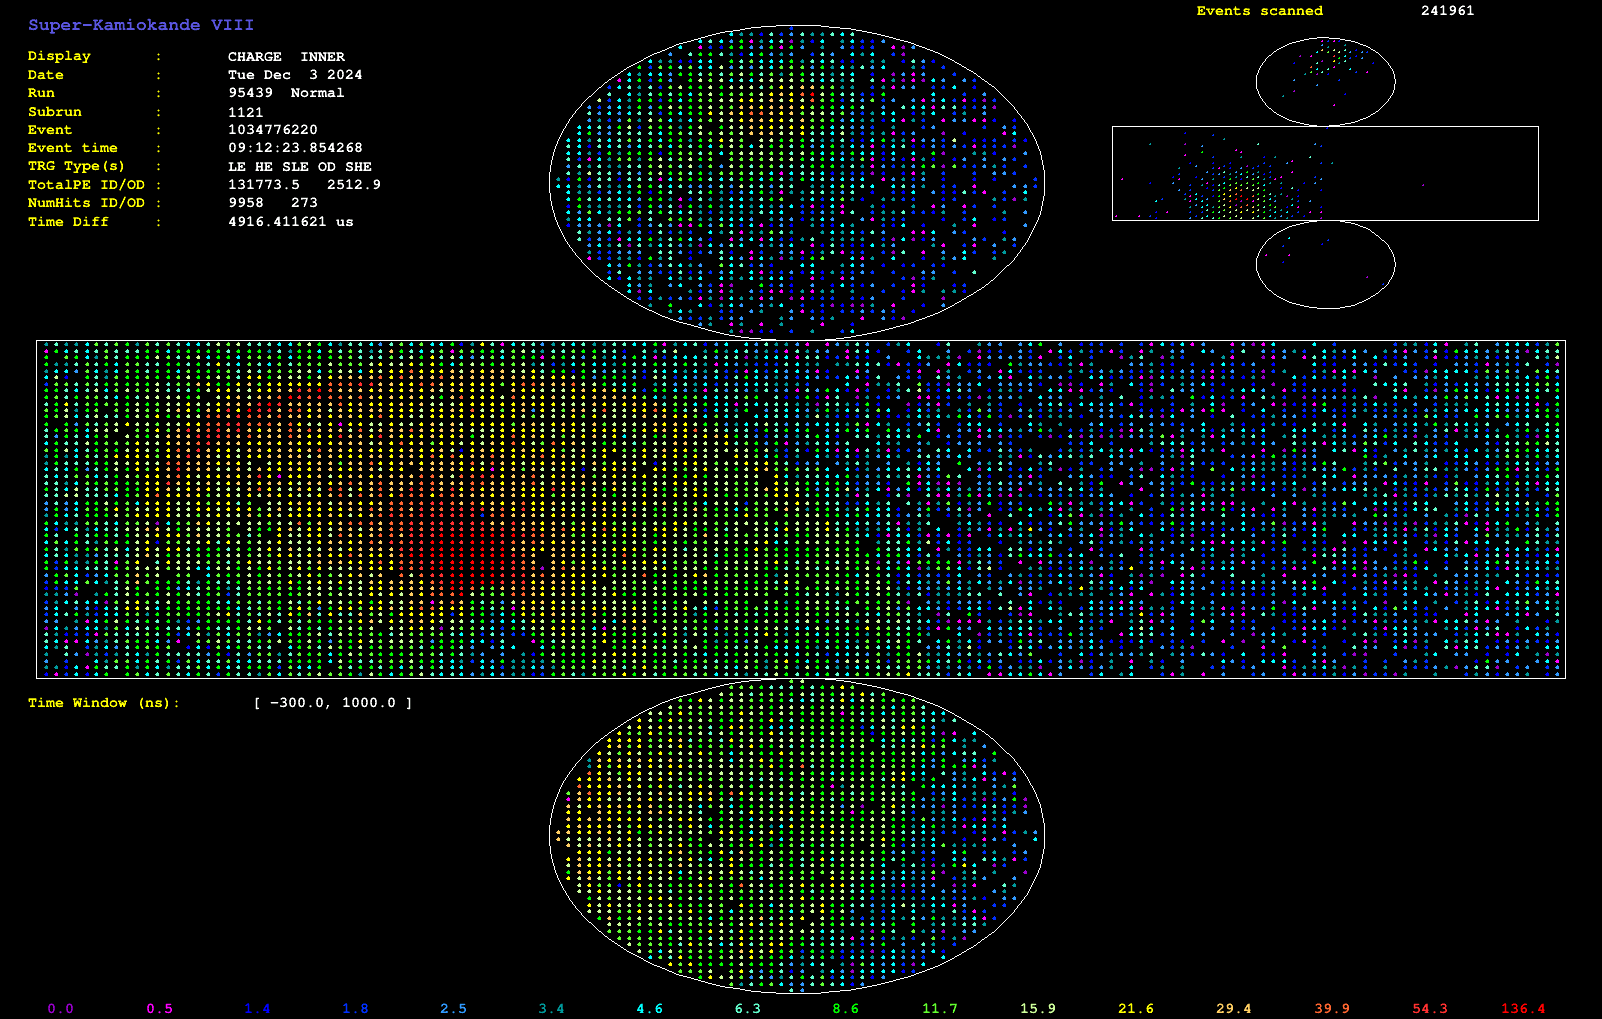 Super-Kamiokande VIII
Events scanned 241961
Display : CHARGE INNER
Date : Tue Dec 3 2024
Run : 95439 Normal
Subrun : 1121
Event : 1034776220
Event time : 09:12:23.854268
TRG Type(s) : LE HE SLE OD SHE
TotalPE ID/OD : 131773.5 2512.9
NumHits ID/OD : 9958 273
Time Diff : 4916.411621 us
Time Window (ns): [ -300.0, 1000.0 ]
0.0 0.5 1.4 1.8 2.5 3.4 4.6 6.3 8.6 11.7 15.9 21.6 29.4 39.9 54.3 136.4